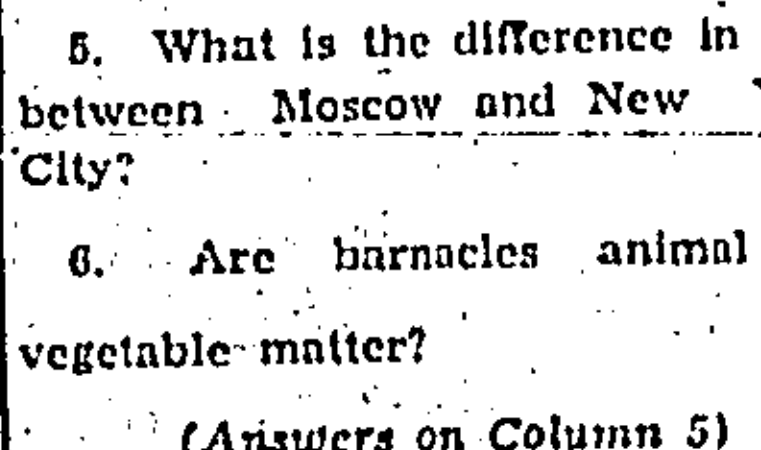 5. What is the difference in
between Moscow and New
City?
6. Are barnacles animal
vegetable matter?
(Answers on Column 5)